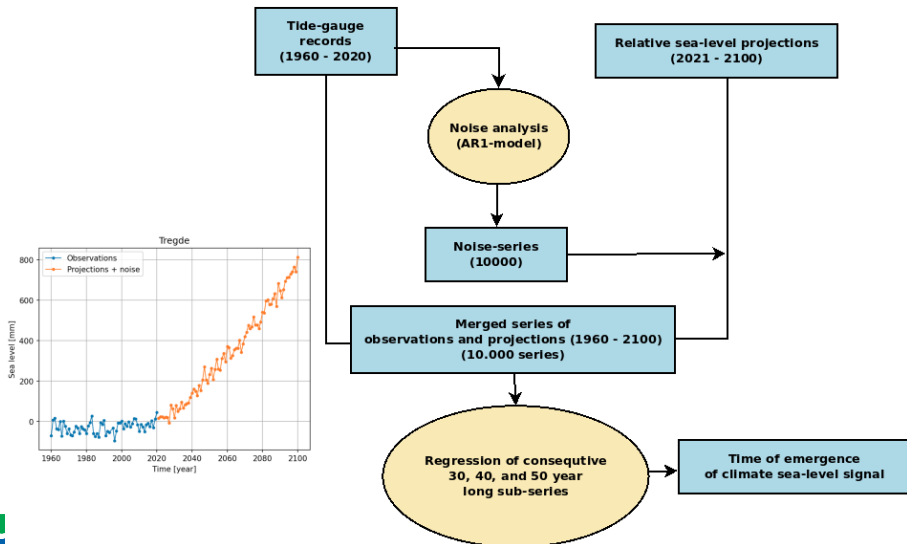 Tide-gauge
records
(1960 - 2020)
Relative sea-level projections
(2021 - 2100)
Noise analysis
(AR1-model)
Noise-series
(10000)
Merged series of
observations and projections (1960 - 2100)
(10.000 series)
Regression of consequtive
30, 40, and 50 year
long sub-series
Time of emergence
of climate sea-level signal
Tregde
Observations
Projections + noise
Sea level [mm]
800
600
400
200
0
1960 1980 2000 2020 2040 2060 2080 2100
Time [year]